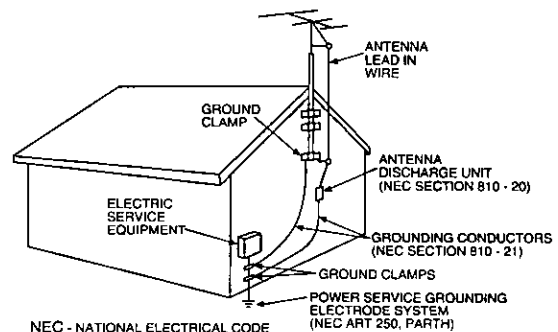 ANTENNA
LEAD IN
WIRE
GROUND
CLAMP
ANTENNA
DISCHARGE UNIT
(NEC SECTION 810 - 20)
ELECTRIC
SERVICE
EQUIPMENT
GROUNDING CONDUCTORS
(NEC SECTION 810 - 21)
GROUND CLAMPS
POWER SERVICE GROUNDING
ELECTRODE SYSTEM
(NEC ART 250, PARTH)
NEC - NATIONAL ELECTRICAL CODE